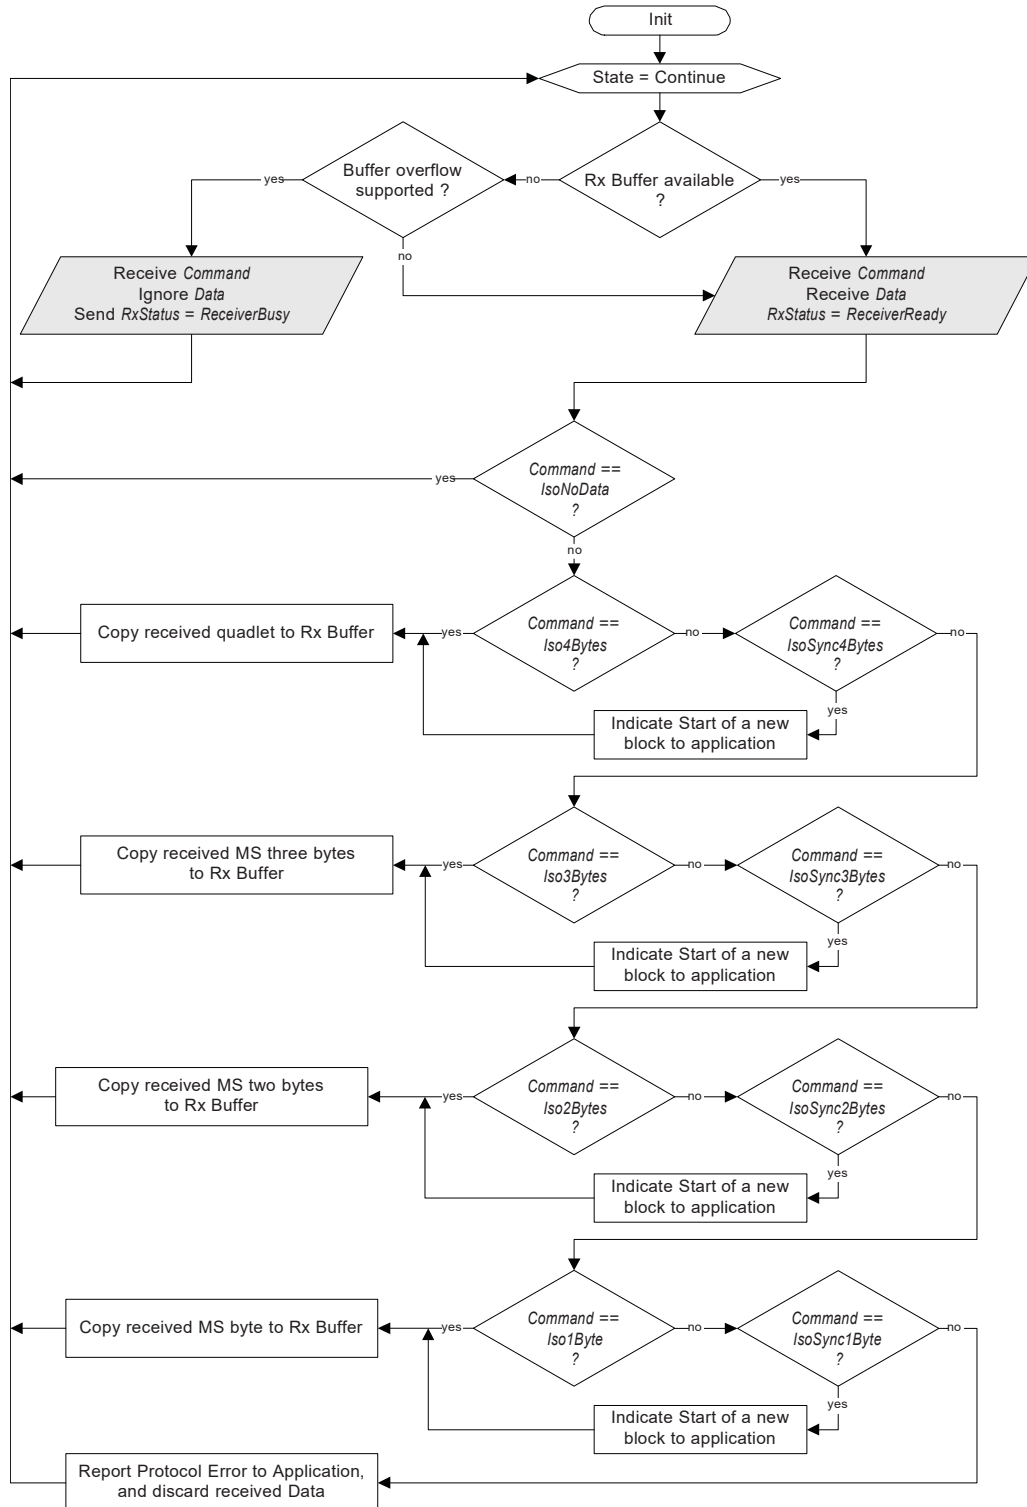 Init
State = Continue
Buffer overflow
supported ?
Rx Buffer available
?
yes
no
yes
no
Receive Command
Ignore Data
Send RxStatus = ReceiverBusy
Receive Command
Receive Data
RxStatus = ReceiverReady
Command ==
IsoNoData
?
yes
no
Copy received quadlet to Rx Buffer
yes
Command ==
Iso4Bytes
?
no
Command ==
IsoSync4Bytes
?
no
yes
Indicate Start of a new
block to application
Copy received MS three bytes
to Rx Buffer
yes
Command ==
Iso3Bytes
?
no
Command ==
IsoSync3Bytes
?
no
yes
Indicate Start of a new
block to application
Copy received MS two bytes
to Rx Buffer
yes
Command ==
Iso2Bytes
?
no
Command ==
IsoSync2Bytes
?
no
yes
Indicate Start of a new
block to application
Copy received MS byte to Rx Buffer
yes
Command ==
Iso1Byte
?
no
Command ==
IsoSync1Byte
?
no
yes
Indicate Start of a new
block to application
Report Protocol Error to Application,
and discard received Data